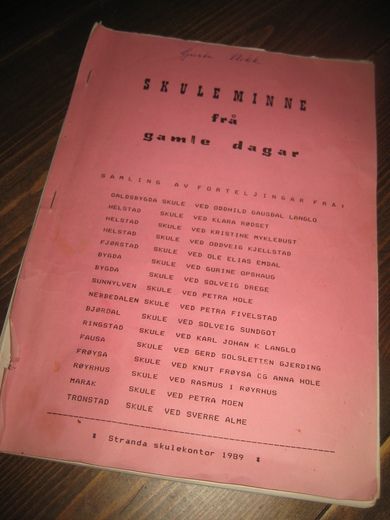 SKULEMINNE
frå
gamle dagar
SAMLING AV FORTELJINGAR FRÅ:
GALDSBYGDA SKULE VED ODDHILD GAUSDAL LANGLO
HELSTAD SKULE VED KLARA RØDSET
HELSTAD SKULE VED KRISTINE MYKLEBUST
HELSTAD SKULE VED ODDVEIG KJELLSTAD
FJØRSTAD SKULE VED OLE ELIAS EMDAL
BYGDA SKULE VED GURINE OPSHAUG
BYGDA SKULE VED SOLVEIG DREGE
SUNNYLVEN SKULE VED PETRA HOLE
NERDEDALEN SKULE VED PETRA FIVELSTAD
BJØRDAL SKULE VED SOLVEIG SUNDGOT
RINGSTAD SKULE VED KARL JOHAN K LANGLO
FAUSA SKULE VED GERD SOLSLETTEN GJERDING
FRØYSA SKULE VED KNUT FRØYSA OG ANNA HOLE
RØYRHUS SKULE VED RASMUS I RØYRHUS
MARAK SKULE VED PETRA MOEN
TRONSTAD SKULE VED SVERRE ALME
* Stranda skulekontor 1989 *